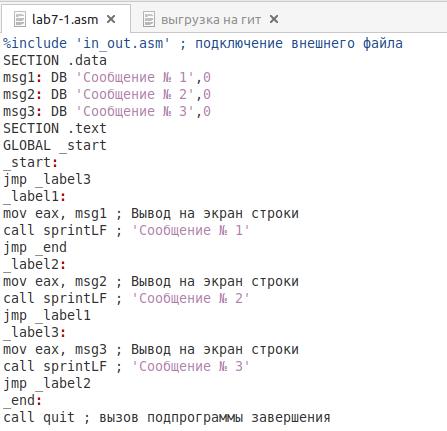 lab7-1.asm × выгрузка на гит ×
%include 'in_out.asm' ; подключение внешнего файла
SECTION .data
msg1: DB 'Сообщение № 1',0
msg2: DB 'Сообщение № 2',0
msg3: DB 'Сообщение № 3',0
SECTION .text
GLOBAL _start
_start:
jmp _label3
_label1:
mov eax, msg1 ; Вывод на экран строки
call sprintLF ; 'Сообщение № 1'
jmp _end
_label2:
mov eax, msg2 ; Вывод на экран строки
call sprintLF ; 'Сообщение № 2'
jmp _label1
_label3:
mov eax, msg3 ; Вывод на экран строки
call sprintLF ; 'Сообщение № 3'
jmp _label2
_end:
call quit ; вызов подпрограммы завершения